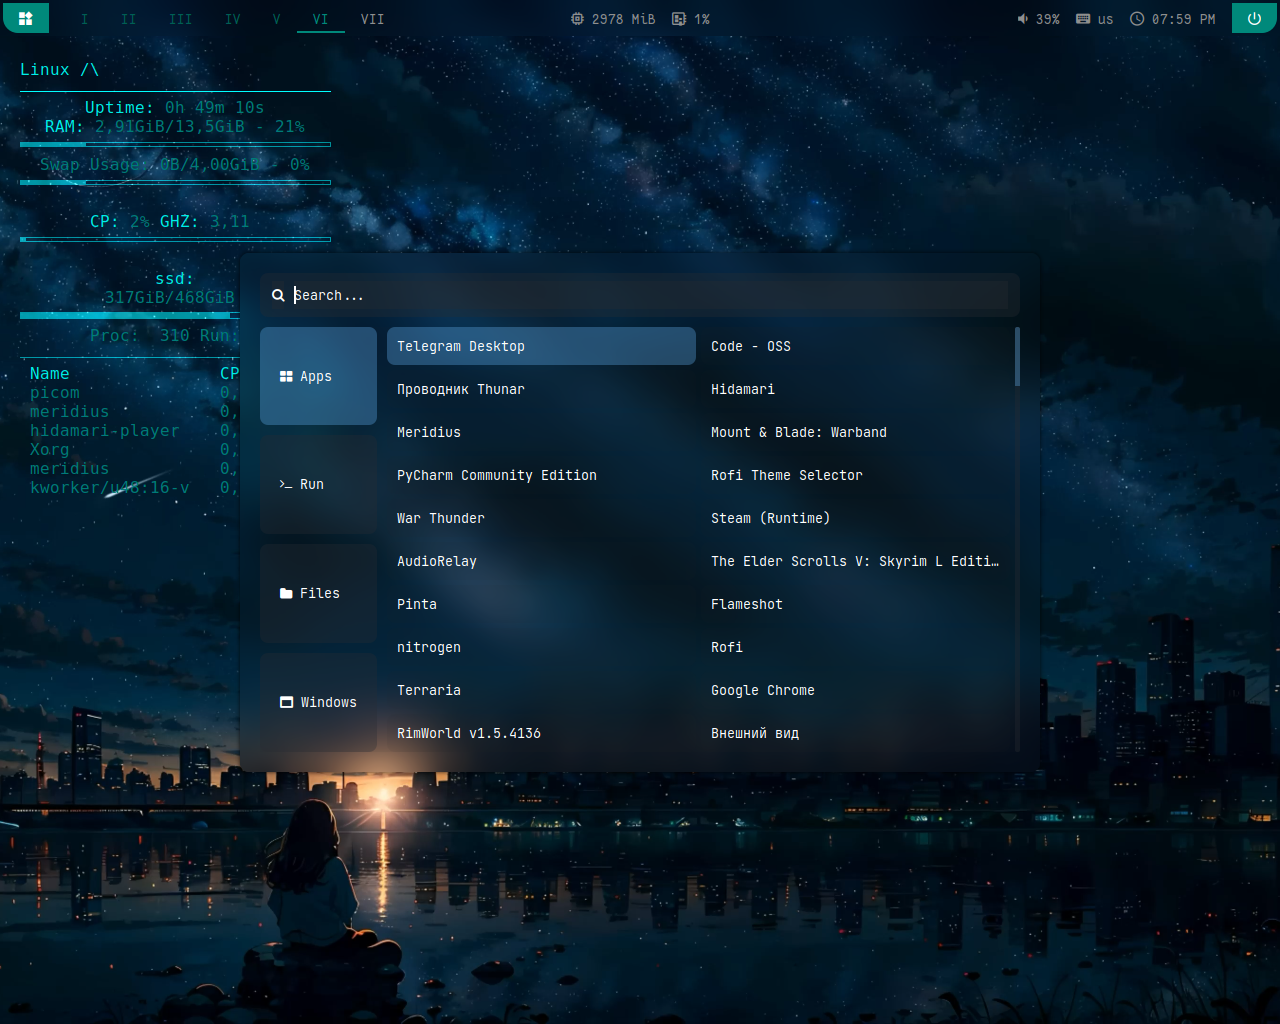 I II III IV V VI VII 2978 MiB 1% 39% us 07:59 PM
Linux /\
Uptime: 0h 49m 10s
RAM: 2,91GiB/13,5GiB - 21%
Swap Usage: 0B/4,00GiB - 0%
CP: 2% GHZ: 3,11
ssd:
317GiB/468GiB
Proc: 310 Run:
Name CP
picom 0,
meridius 0,
hidamari-player 0,
Xorg 0,
meridius 0,
kworker/u48:16-v 0,
Search...
Apps
Run
Files
Windows
Telegram Desktop Code - OSS
Проводник Thunar Hidamari
Meridius Mount & Blade: Warband
PyCharm Community Edition Rofi Theme Selector
War Thunder Steam (Runtime)
AudioRelay The Elder Scrolls V: Skyrim L Editi…
Pinta Flameshot
nitrogen Rofi
Terraria Google Chrome
RimWorld v1.5.4136 Внешний вид